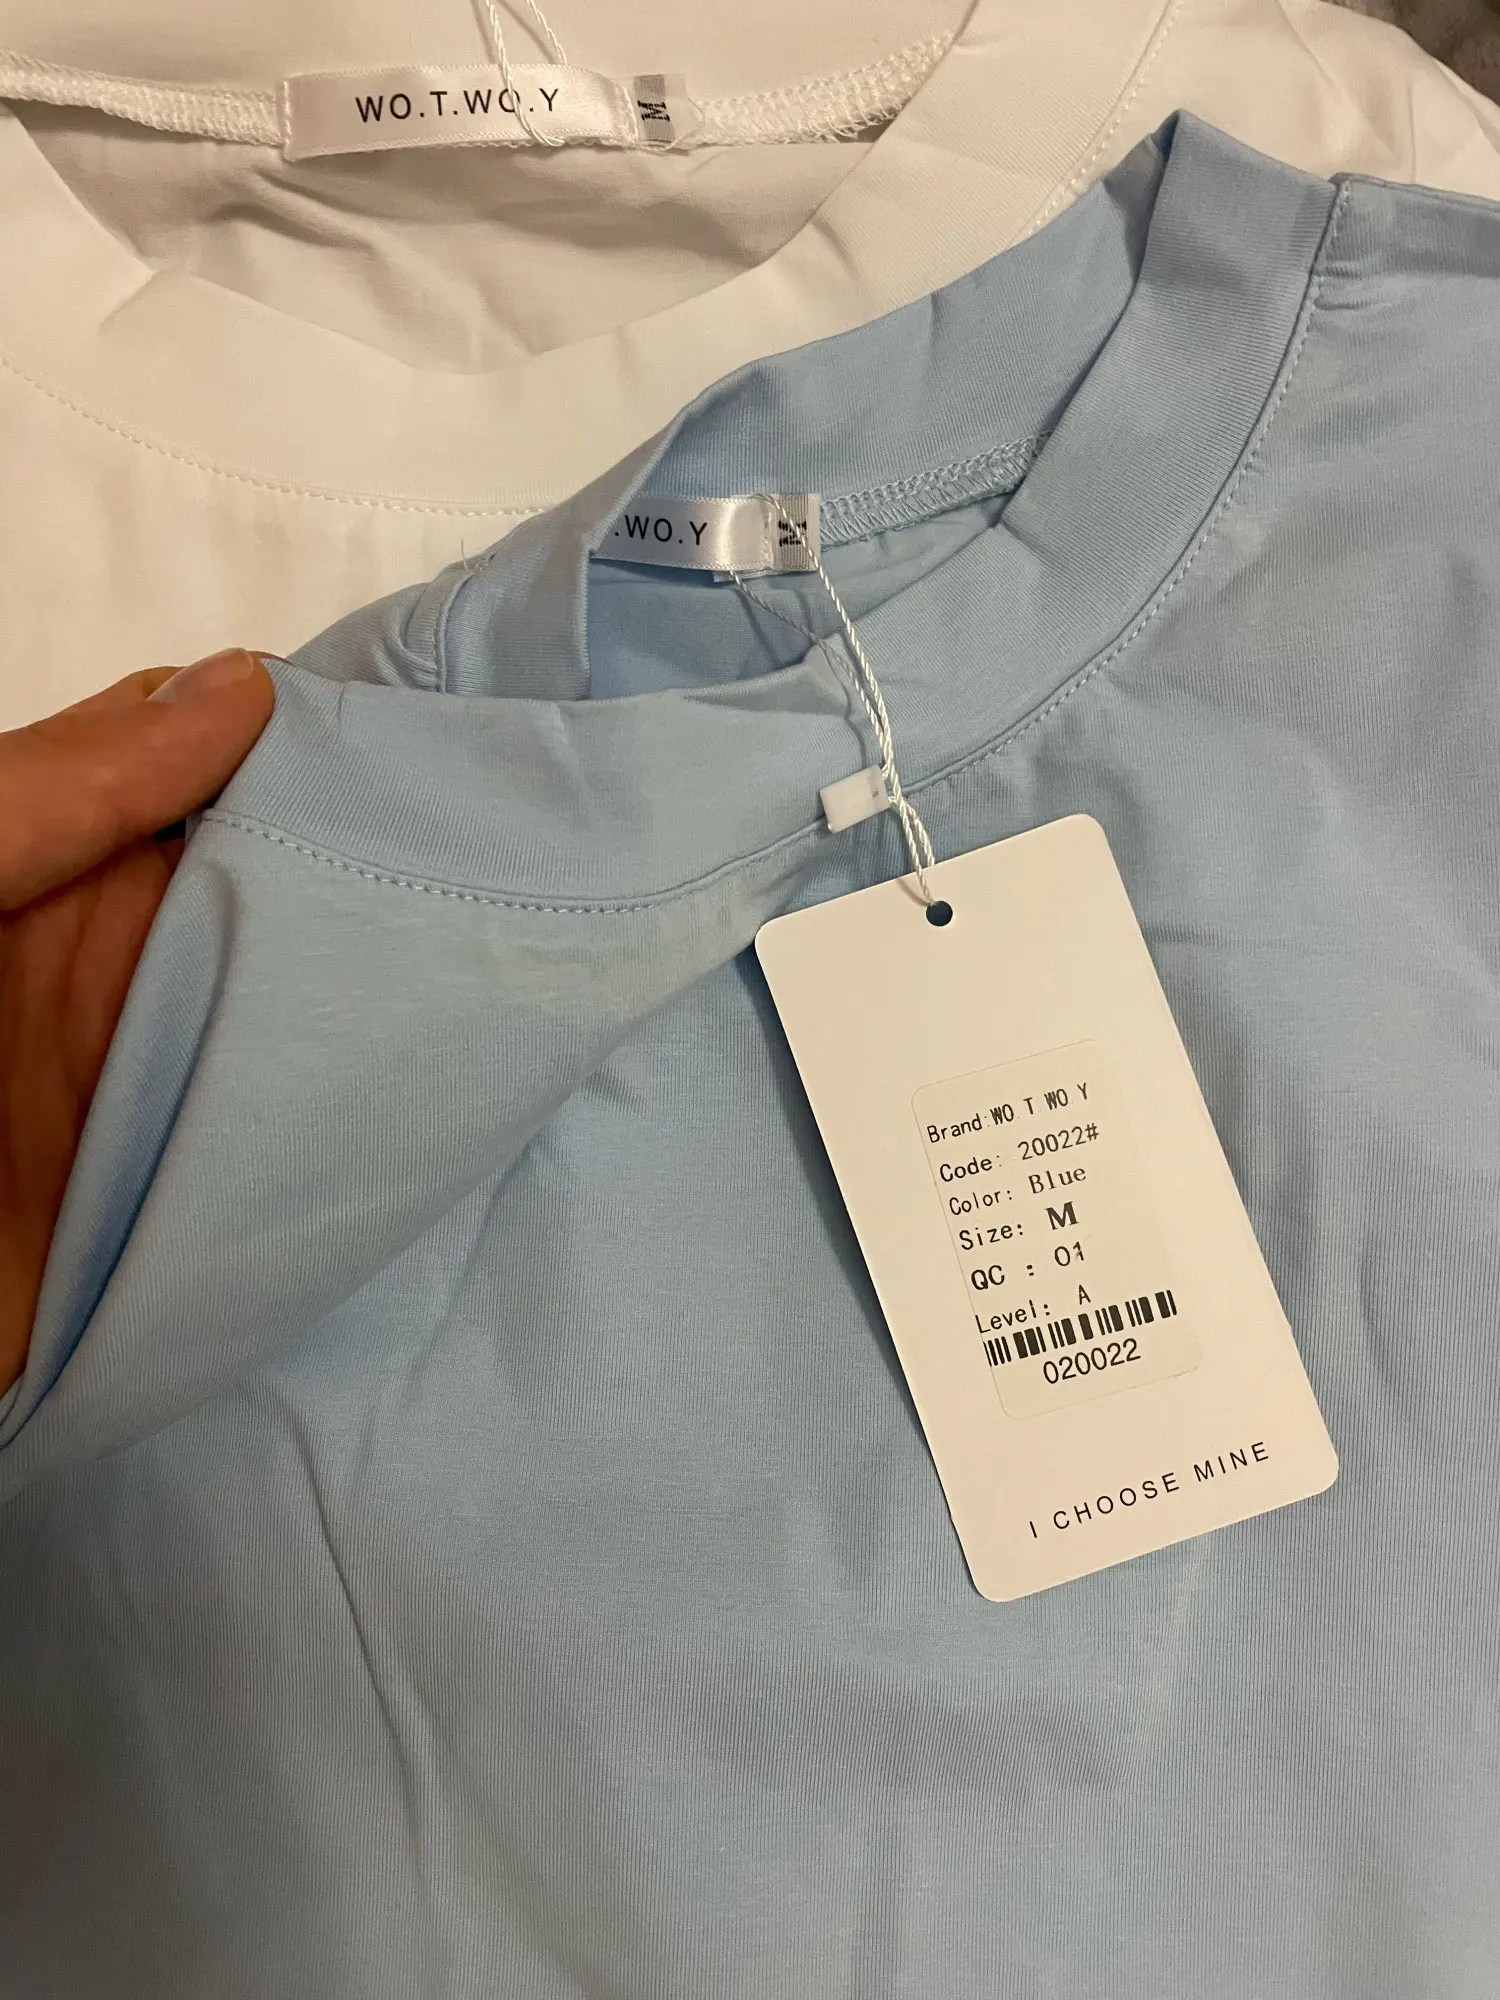 WO.T.WO.Y
M
.WO.Y
M
Brand:WO T WO Y
Code: 20022#
Color: Blue
Size: M
QC : 01
Level: A
020022
I CHOOSE MINE